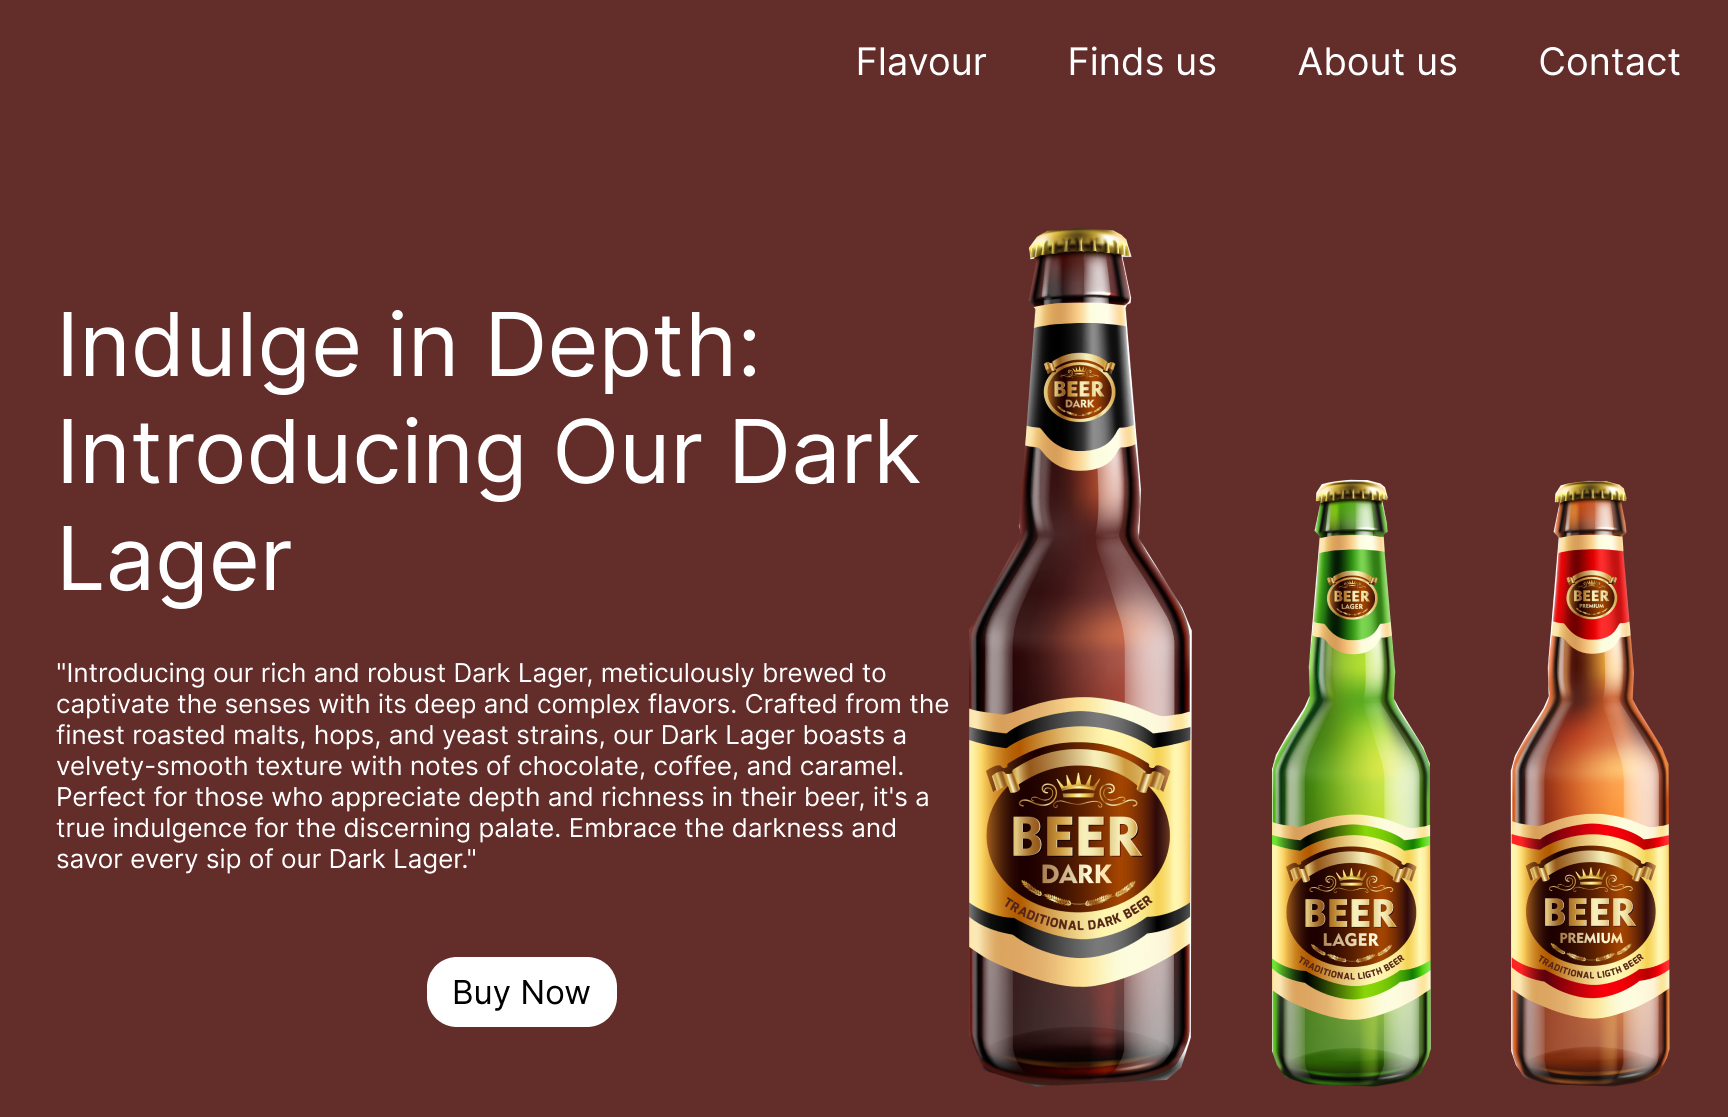 Flavour Finds us About us Contact
Indulge in Depth:
Introducing Our Dark
Lager
"Introducing our rich and robust Dark Lager, meticulously brewed to
captivate the senses with its deep and complex flavors. Crafted from the
finest roasted malts, hops, and yeast strains, our Dark Lager boasts a
velvety-smooth texture with notes of chocolate, coffee, and caramel.
Perfect for those who appreciate depth and richness in their beer, it's a
true indulgence for the discerning palate. Embrace the darkness and
savor every sip of our Dark Lager."
Buy Now
BEER
DARK
BEER
DARK
TRADITIONAL DARK BEER
BEER
LAGER
BEER
LAGER
TRADITIONAL LIGTH BEER
BEER
PREMIUM
BEER
PREMIUM
TRADITIONAL LIGTH BEER